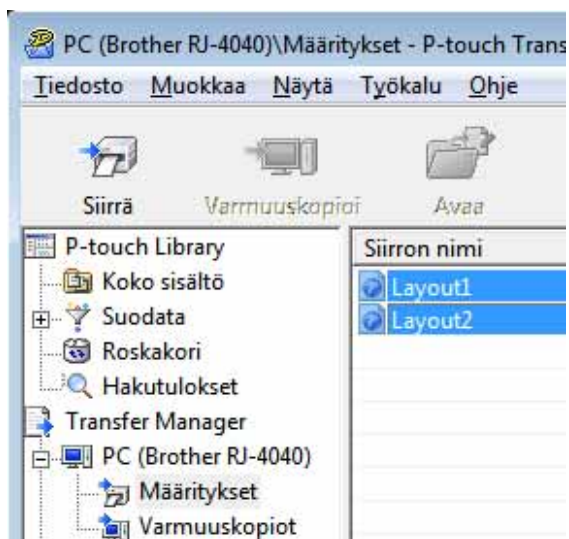 PC (Brother RJ-4040)\Määritykset - P-touch Trans
Tiedosto Muokkaa Näytä Työkalu Ohje
Siirrä Varmuuskopioi Avaa
P-touch Library
Koko sisältö
Suodata
Roskakori
Hakutulokset
Transfer Manager
PC (Brother RJ-4040)
Määritykset
Varmuuskopiot
Siirron nimi
Layout1
Layout2